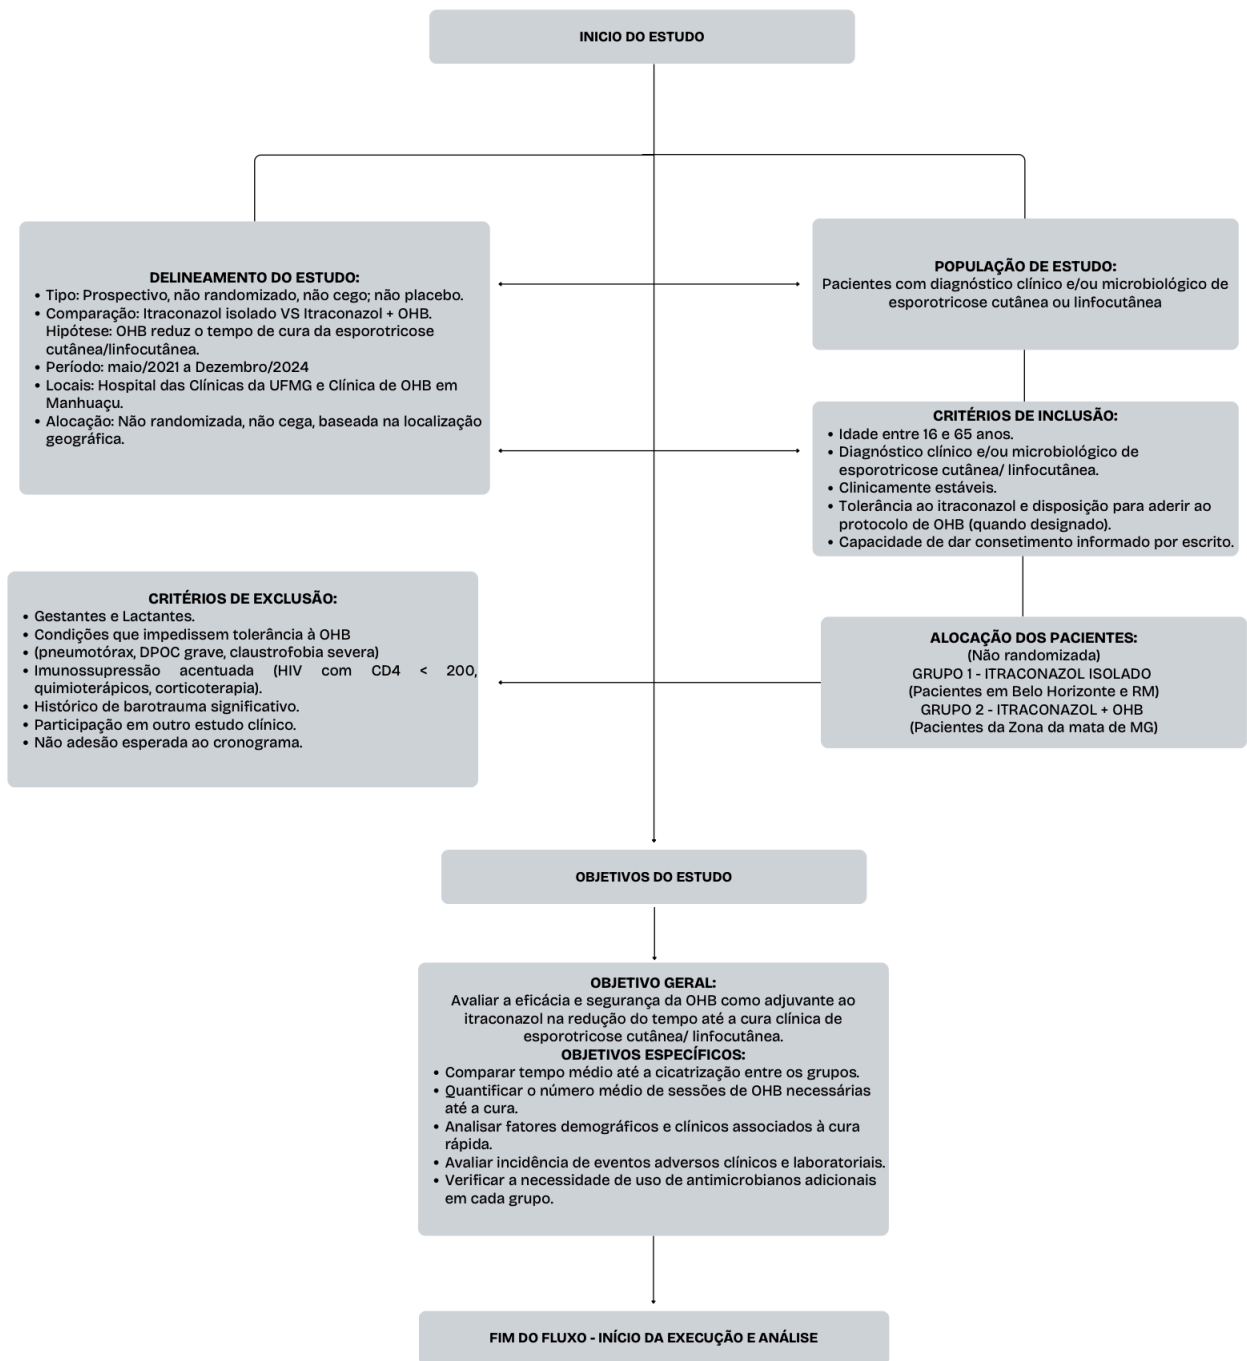 INICIO DO ESTUDO
DELINEAMENTO DO ESTUDO:
• Tipo: Prospectivo, não randomizado, não cego; não placebo.
• Comparação: Itraconazol isolado VS Itraconazol + OHB.
Hipótese: OHB reduz o tempo de cura da esporotricose
cutânea/linfocutânea.
• Período: maio/2021 a Dezembro/2024
• Locais: Hospital das Clínicas da UFMG e Clínica de OHB em
Manhuaçu.
• Alocação: Não randomizada, não cega, baseada na localização
geográfica.
POPULAÇÃO DE ESTUDO:
Pacientes com diagnóstico clínico e/ou microbiológico de
esporotricose cutânea ou linfocutânea
CRITÉRIOS DE INCLUSÃO:
• Idade entre 16 e 65 anos.
• Diagnóstico clínico e/ou microbiológico de
esporotricose cutânea/ linfocutânea.
• Clinicamente estáveis.
• Tolerância ao itraconazol e disposição para aderir ao
protocolo de OHB (quando designado).
• Capacidade de dar consetimento informado por escrito.
CRITÉRIOS DE EXCLUSÃO:
• Gestantes e Lactantes.
• Condições que impedissem tolerância à OHB
• (pneumotórax, DPOC grave, claustrofobia severa)
• Imunossupressão acentuada (HIV com CD4 < 200,
quimioterápicos, corticoterapia).
• Histórico de barotrauma significativo.
• Participação em outro estudo clínico.
• Não adesão esperada ao cronograma.
ALOCAÇÃO DOS PACIENTES:
(Não randomizada)
GRUPO 1 - ITRACONAZOL ISOLADO
(Pacientes em Belo Horizonte e RM)
GRUPO 2 - ITRACONAZOL + OHB
(Pacientes da Zona da mata de MG)
OBJETIVOS DO ESTUDO
OBJETIVO GERAL:
Avaliar a eficácia e segurança da OHB como adjuvante ao
itraconazol na redução do tempo até a cura clínica de
esporotricose cutânea/ linfocutânea.
OBJETIVOS ESPECÍFICOS:
• Comparar tempo médio até a cicatrização entre os grupos.
• Quantificar o número médio de sessões de OHB necessárias
até a cura.
• Analisar fatores demográficos e clínicos associados à cura
rápida.
• Avaliar incidência de eventos adversos clínicos e laboratoriais.
• Verificar a necessidade de uso de antimicrobianos adicionais
em cada grupo.
FIM DO FLUXO - INÍCIO DA EXECUÇÃO E ANÁLISE